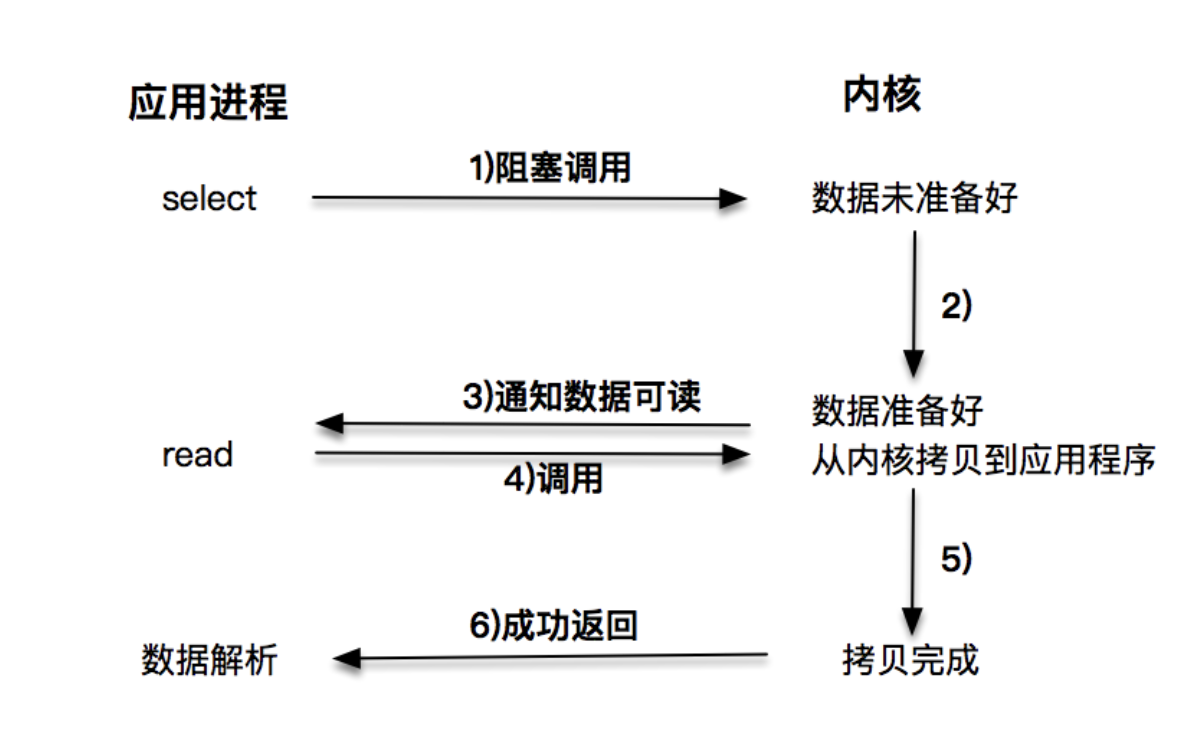 应用进程
内核
1)阻塞调用
select
数据未准备好
2)
3)通知数据可读
数据准备好
read
从内核拷贝到应用程序
4)调用
5)
6)成功返回
数据解析
拷贝完成